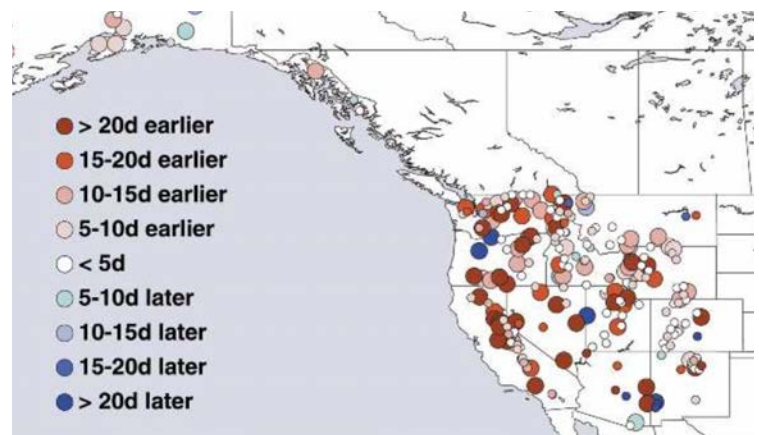 > 20d earlier
15-20d earlier
10-15d earlier
5-10d earlier
< 5d
5-10d later
10-15d later
15-20d later
> 20d later